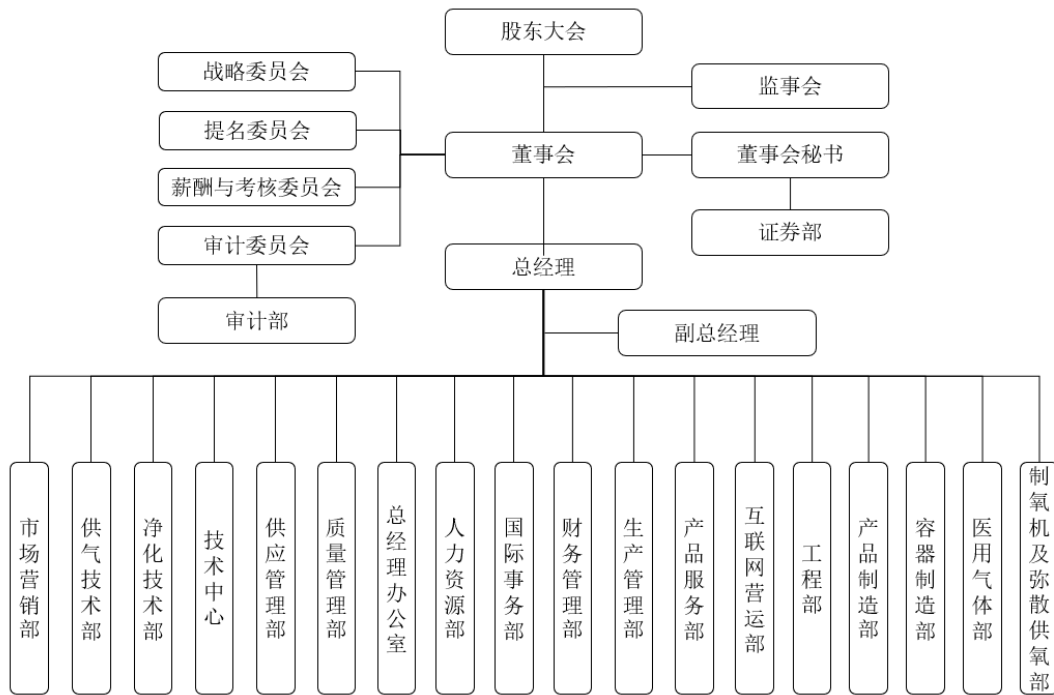 股东大会
战略委员会
监事会
提名委员会
董事会
董事会秘书
薪酬与考核委员会
审计委员会
证券部
总经理
审计部
副总经理
市场营销部
供气技术部
净化技术部
技术中心
供应管理部
质量管理部
总经理办公室
人力资源部
国际事务部
财务管理部
生产管理部
产品服务部
互联网营运部
工程部
产品制造部
容器制造部
医用气体部
制氧机及弥散供氧部